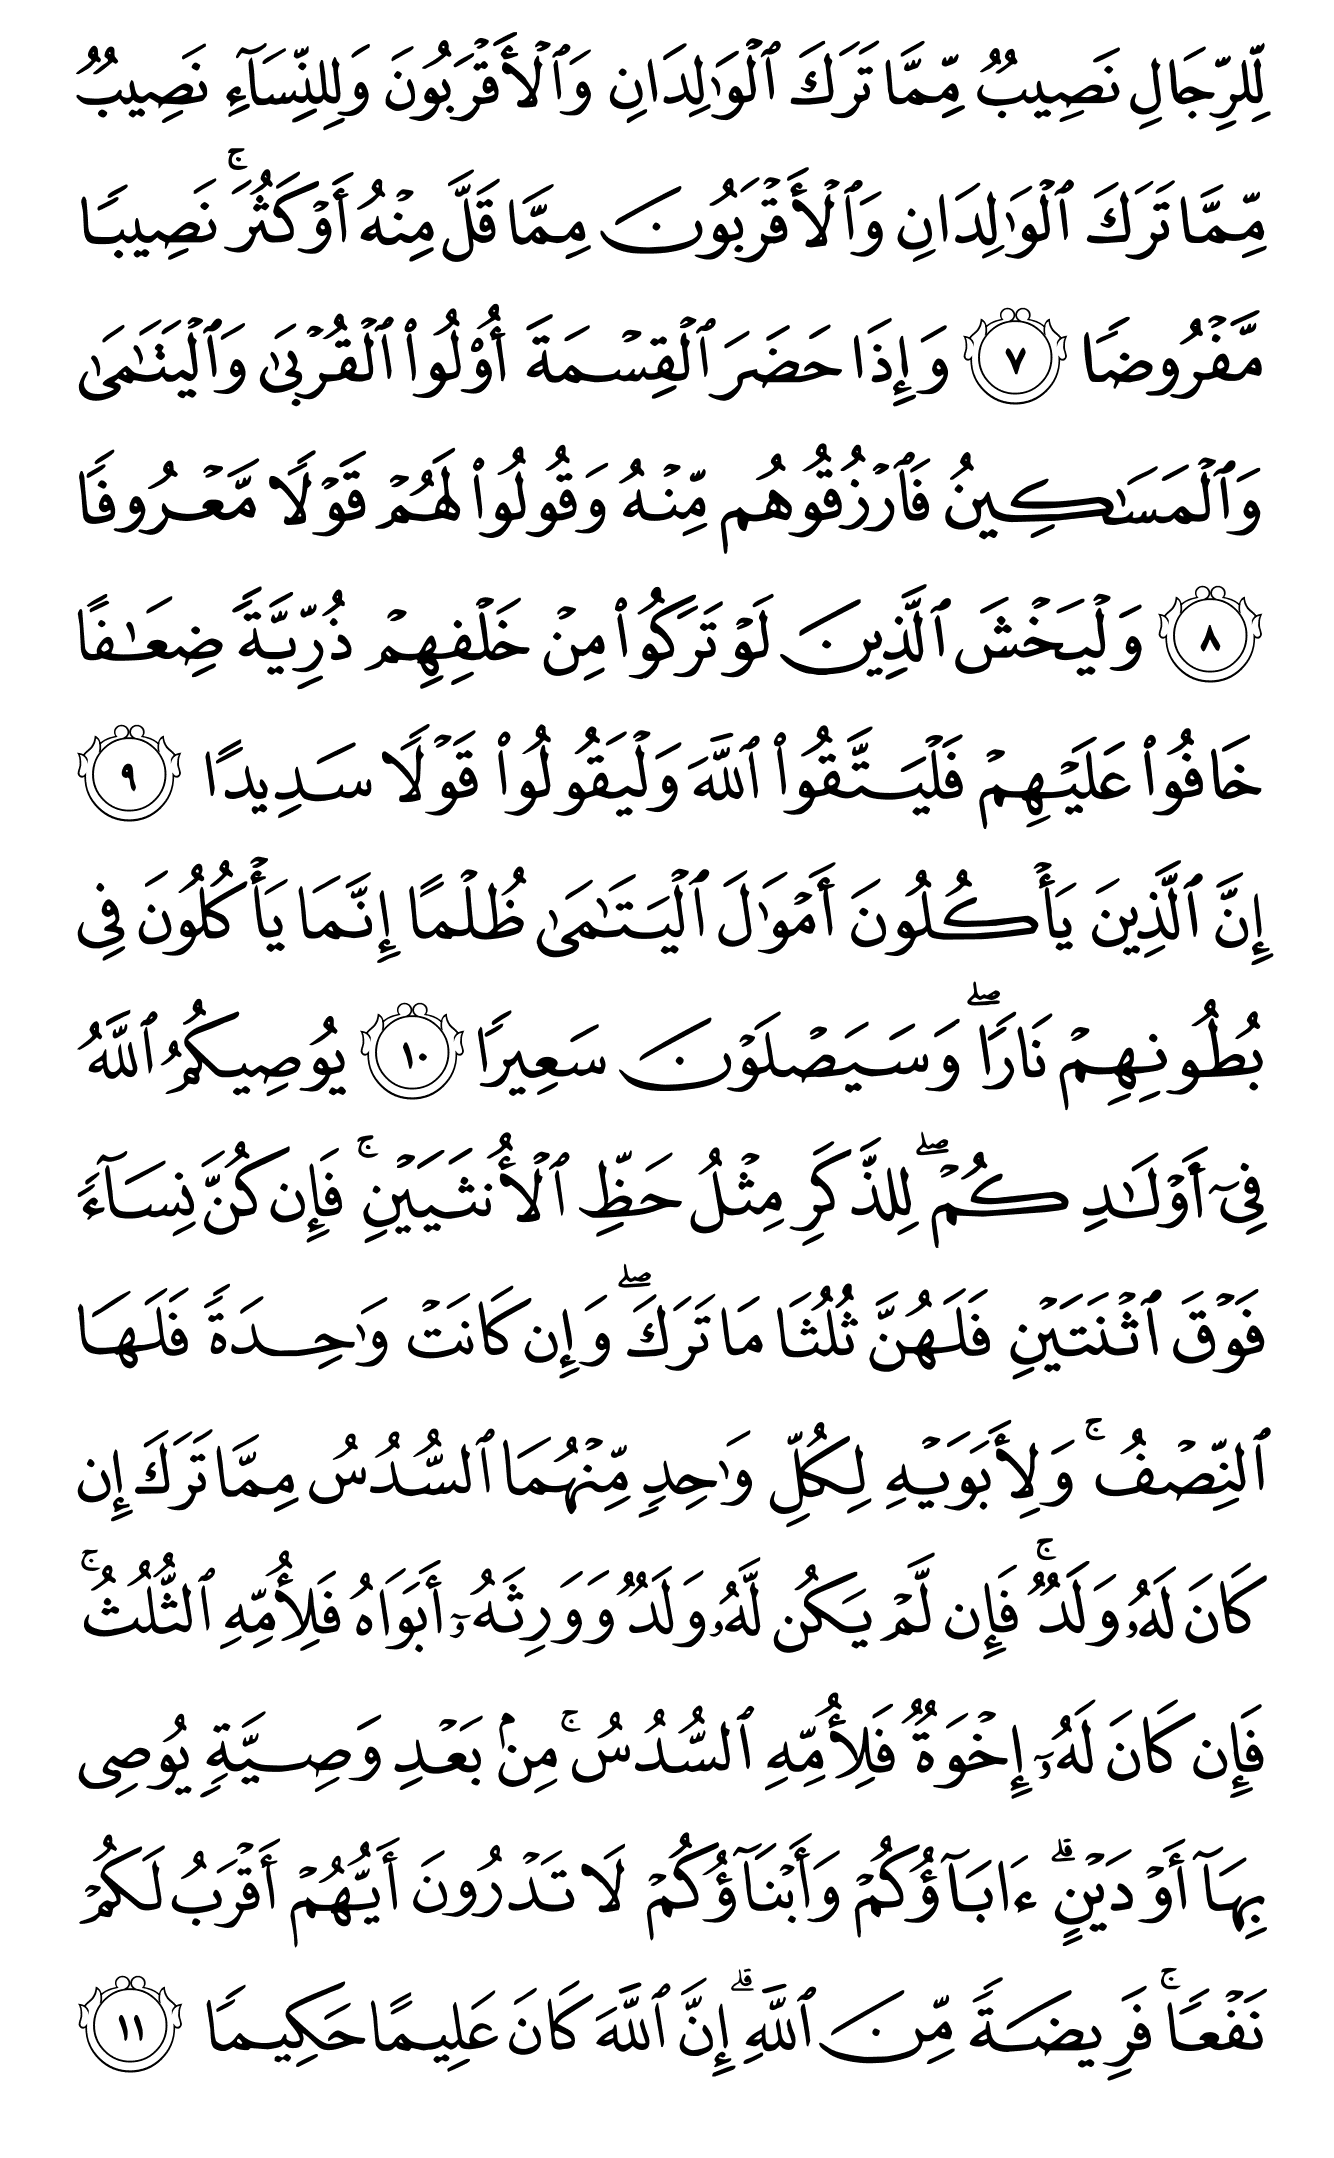 لِّلرِّجَالِ نَصِيبٌ مِّمَّا تَرَكَ ٱلْوَٰلِدَانِ وَٱلْأَقْرَبُونَ وَلِلنِّسَآءِ نَصِيبٌ
مِّمَّا تَرَكَ ٱلْوَٰلِدَانِ وَٱلْأَقْرَبُونَ مِمَّا قَلَّ مِنْهُ أَوْ كَثُرَ ۚ نَصِيبًا
مَّفْرُوضًا ٧ وَإِذَا حَضَرَ ٱلْقِسْمَةَ أُو۟لُوا۟ ٱلْقُرْبَىٰ وَٱلْيَتَٰمَىٰ
وَٱلْمَسَٰكِينُ فَٱرْزُقُوهُم مِّنْهُ وَقُولُوا۟ لَهُمْ قَوْلًا مَّعْرُوفًا
٨ وَلْيَخْشَ ٱلَّذِينَ لَوْ تَرَكُوا۟ مِنْ خَلْفِهِمْ ذُرِّيَّةً ضِعَٰفًا
خَافُوا۟ عَلَيْهِمْ فَلْيَتَّقُوا۟ ٱللَّهَ وَلْيَقُولُوا۟ قَوْلًا سَدِيدًا ٩
إِنَّ ٱلَّذِينَ يَأْكُلُونَ أَمْوَٰلَ ٱلْيَتَٰمَىٰ ظُلْمًا إِنَّمَا يَأْكُلُونَ فِى
بُطُونِهِمْ نَارًا ۖ وَسَيَصْلَوْنَ سَعِيرًا ١٠ يُوصِيكُمُ ٱللَّهُ
فِىٓ أَوْلَٰدِكُمْ ۖ لِلذَّكَرِ مِثْلُ حَظِّ ٱلْأُنثَيَيْنِ ۚ فَإِن كُنَّ نِسَآءً
فَوْقَ ٱثْنَتَيْنِ فَلَهُنَّ ثُلُثَا مَا تَرَكَ ۖ وَإِن كَانَتْ وَٰحِدَةً فَلَهَا
ٱلنِّصْفُ ۚ وَلِأَبَوَيْهِ لِكُلِّ وَٰحِدٍ مِّنْهُمَا ٱلسُّدُسُ مِمَّا تَرَكَ إِن
كَانَ لَهُۥ وَلَدٌ ۚ فَإِن لَّمْ يَكُن لَّهُۥ وَلَدٌ وَوَرِثَهُۥٓ أَبَوَاهُ فَلِأُمِّهِ ٱلثُّلُثُ ۚ
فَإِن كَانَ لَهُۥٓ إِخْوَةٌ فَلِأُمِّهِ ٱلسُّدُسُ ۚ مِنۢ بَعْدِ وَصِيَّةٍ يُوصِى
بِهَآ أَوْ دَيْنٍ ۗ ءَابَآؤُكُمْ وَأَبْنَآؤُكُمْ لَا تَدْرُونَ أَيُّهُمْ أَقْرَبُ لَكُمْ
نَفْعًا ۚ فَرِيضَةً مِّنَ ٱللَّهِ ۗ إِنَّ ٱللَّهَ كَانَ عَلِيمًا حَكِيمًا ١١